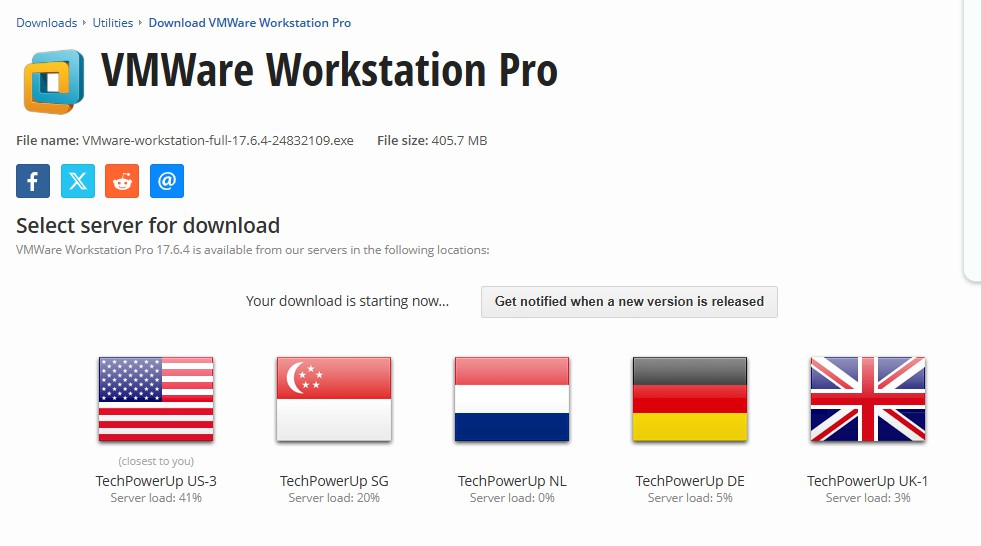 Downloads › Utilities › Download VMWare Workstation Pro
VMWare Workstation Pro
File name: VMware-workstation-full-17.6.4-24832109.exe File size: 405.7 MB
f X @
Select server for download
VMWare Workstation Pro 17.6.4 is available from our servers in the following locations:
Your download is starting now... Get notified when a new version is released
(closest to you)
TechPowerUp US-3 TechPowerUp SG TechPowerUp NL TechPowerUp DE TechPowerUp UK-1
Server load: 41% Server load: 20% Server load: 0% Server load: 5% Server load: 3%